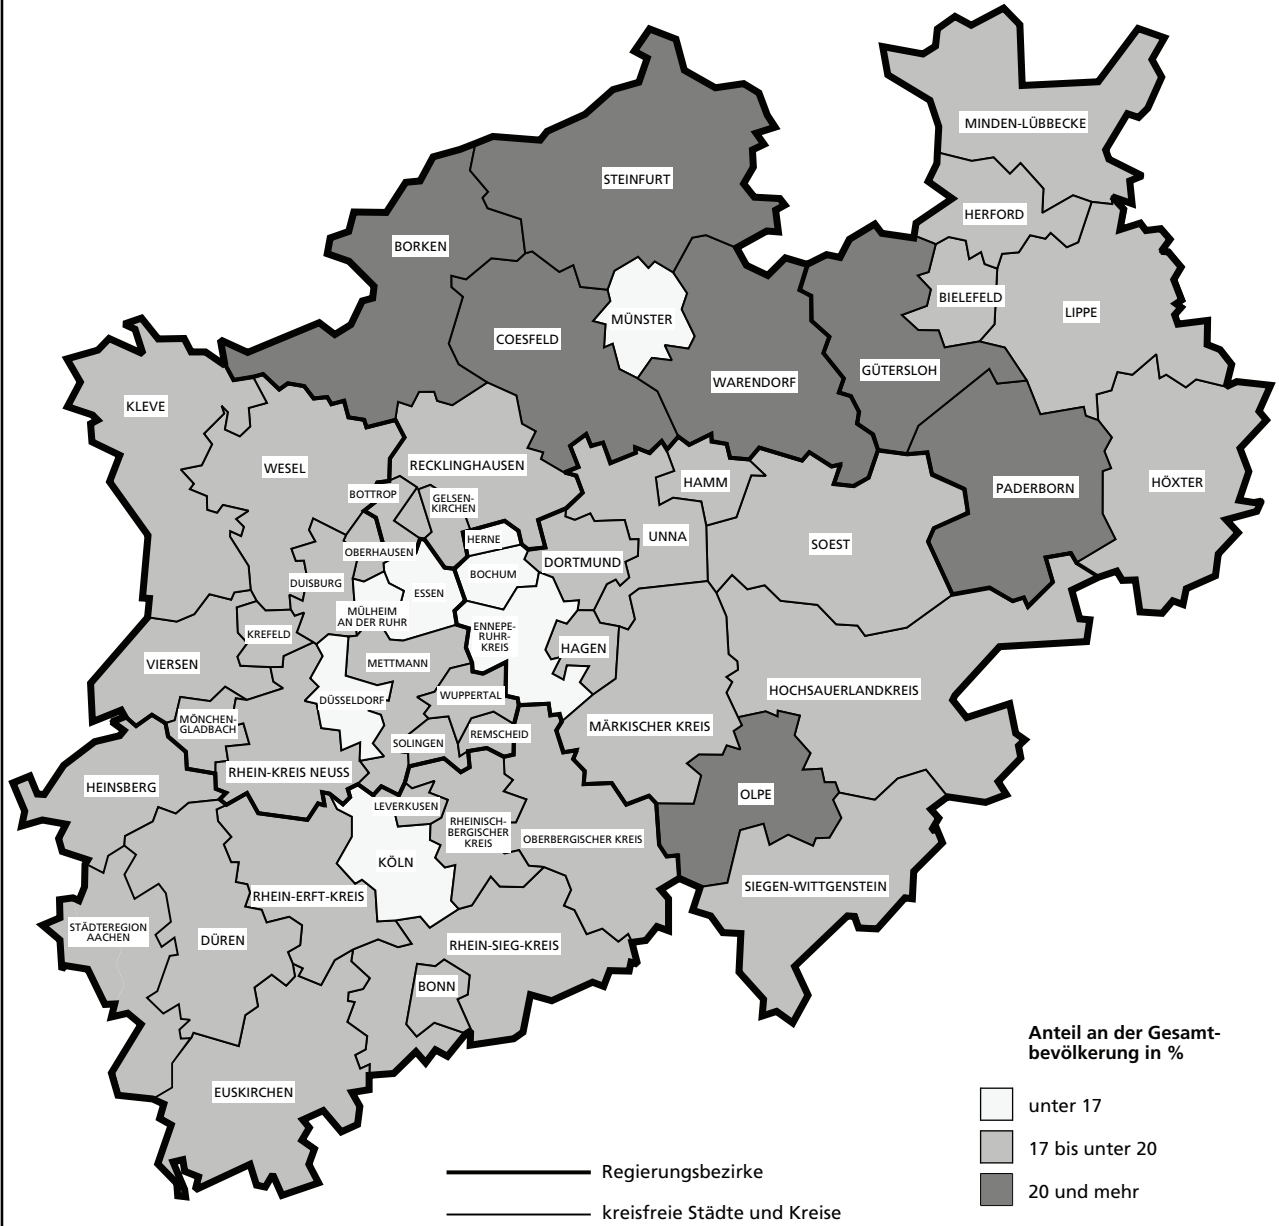 MINDEN-LÜBBECKE
STEINFURT
HERFORD
BORKEN
BIELEFELD
LIPPE
MÜNSTER
COESFELD
GÜTERSLOH
WARENDORF
KLEVE
RECKLINGHAUSEN
WESEL
HAMM
HÖXTER
PADERBORN
BOTTROP
GELSEN-
KIRCHEN
UNNA
HERNE
SOEST
OBERHAUSEN
DORTMUND
BOCHUM
DUISBURG
ESSEN
MÜLHEIM
AN DER RUHR
KREFELD
ENNEPE-
RUHR-
KREIS
HAGEN
VIERSEN
METTMANN
HOCHSAUERLANDKREIS
WUPPERTAL
DÜSSELDORF
MÖNCHEN-
GLADBACH
MÄRKISCHER KREIS
REMSCHEID
SOLINGEN
RHEIN-KREIS NEUSS
HEINSBERG
OLPE
LEVERKUSEN
RHEINISCH-
BERGISCHER
KREIS
OBERBERGISCHER KREIS
KÖLN
SIEGEN-WITTGENSTEIN
RHEIN-ERFT-KREIS
STÄDTEREGION
AACHEN
DÜREN
RHEIN-SIEG-KREIS
BONN
EUSKIRCHEN
Anteil an der Gesamt-
bevölkerung in %
unter 17
17 bis unter 20
20 und mehr
Regierungsbezirke
kreisfreie Städte und Kreise